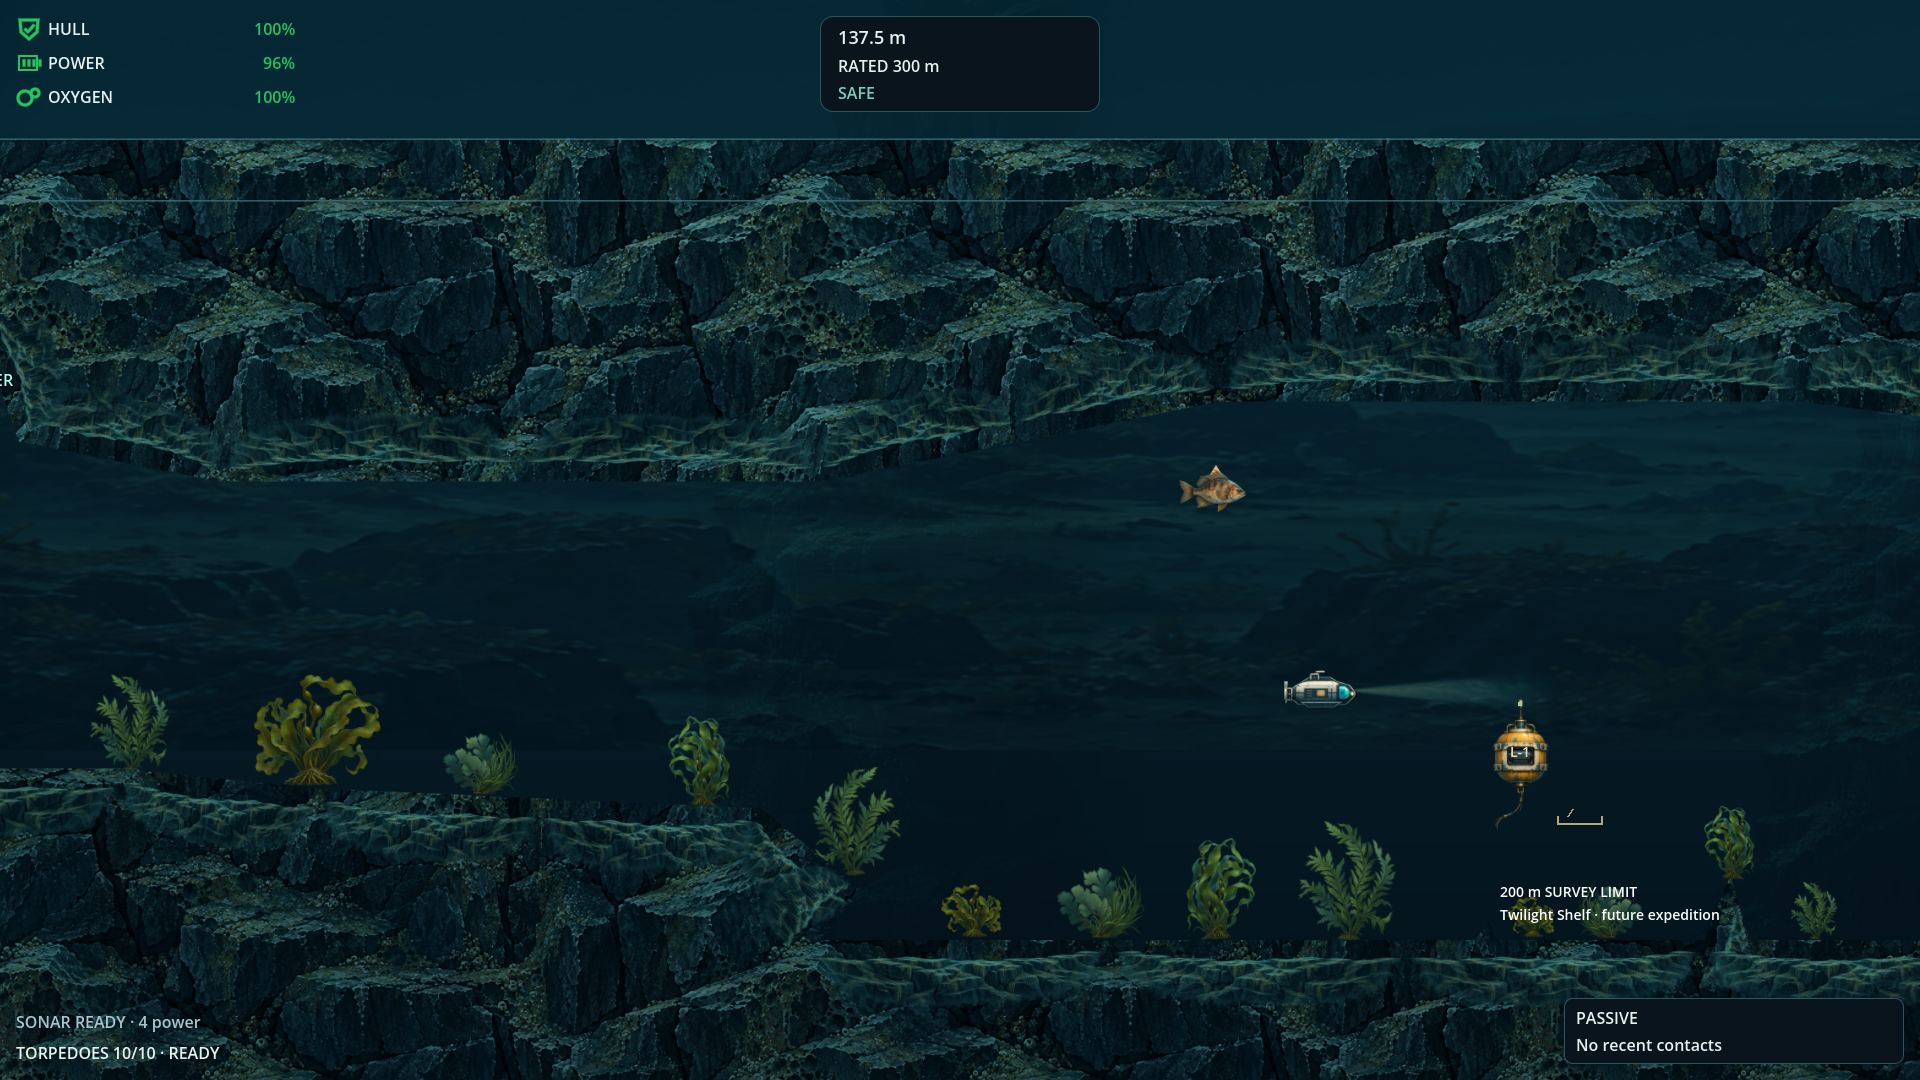 HULL 100%
POWER 96%
OXYGEN 100%
137.5 m
RATED 300 m
SAFE
ER
L-1
200 m SURVEY LIMIT
Twilight Shelf · future expedition
SONAR READY · 4 power
TORPEDOES 10/10 · READY
PASSIVE
No recent contacts